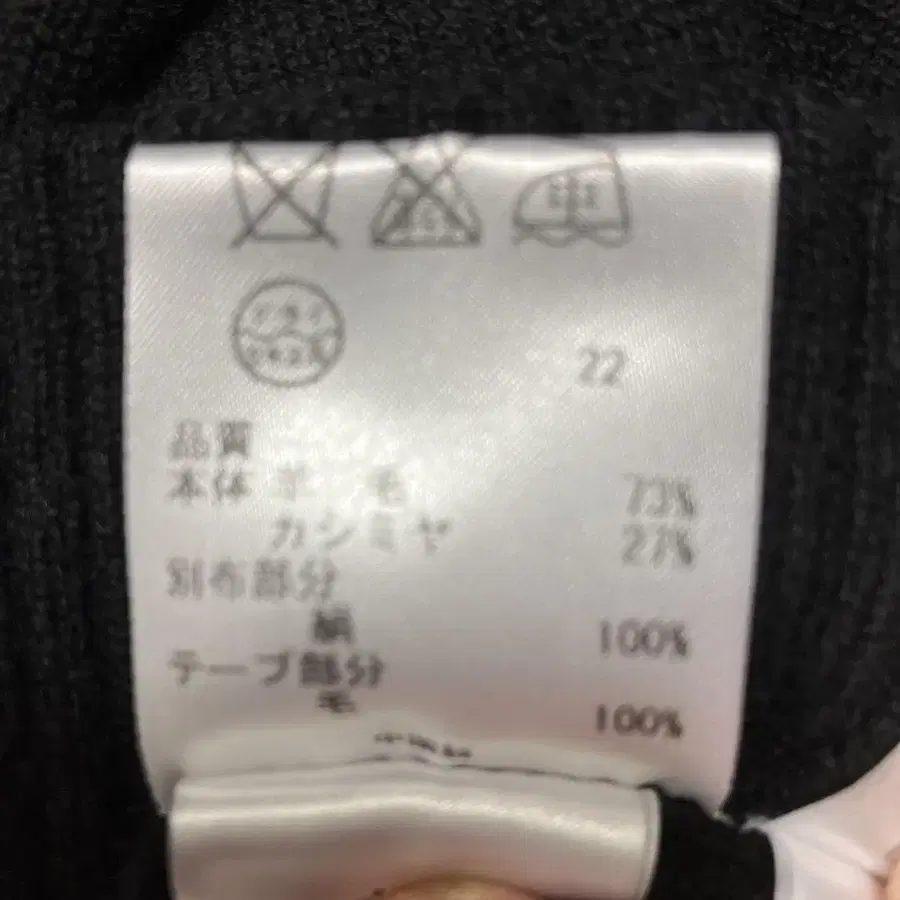 22
品質
本体 羊 毛 73%
カシミヤ 27%
別布部分
絹 100%
テープ部分
毛 100%